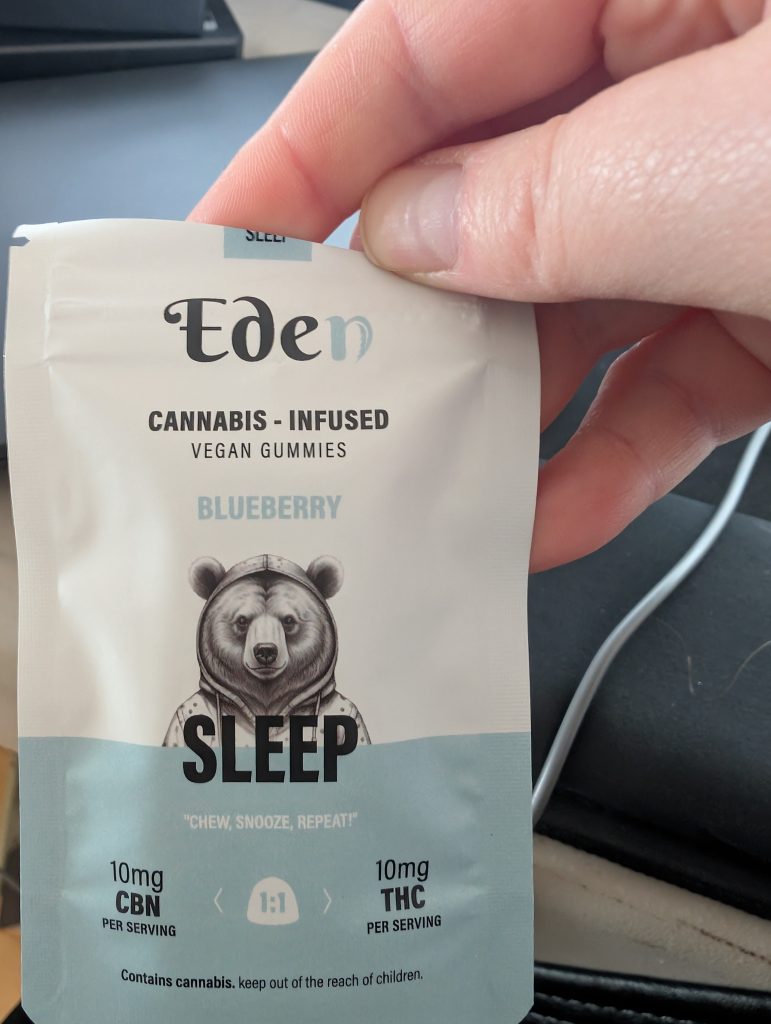 SLEEP
Eden
CANNABIS - INFUSED
VEGAN GUMMIES
BLUEBERRY
SLEEP
"CHEW, SNOOZE, REPEAT!"
10mg CBN PER SERVING
1:1
10mg THC PER SERVING
Contains cannabis. keep out of the reach of children.